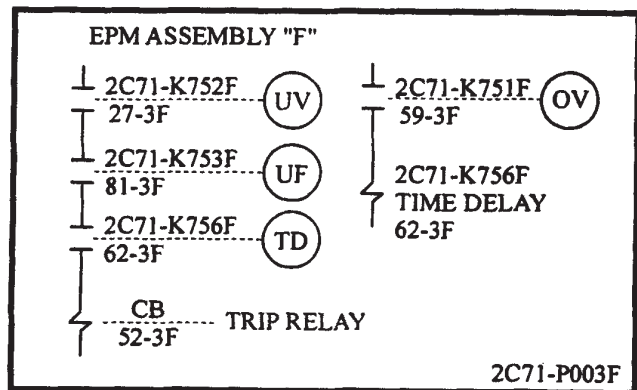 EPM ASSEMBLY "F"
2C71-K752F
27-3F
UV
2C71-K753F
81-3F
UF
2C71-K756F
62-3F
TD
CB
52-3F
TRIP RELAY
2C71-K751F
59-3F
OV
2C71-K756F
TIME DELAY
62-3F
2C71-P003F